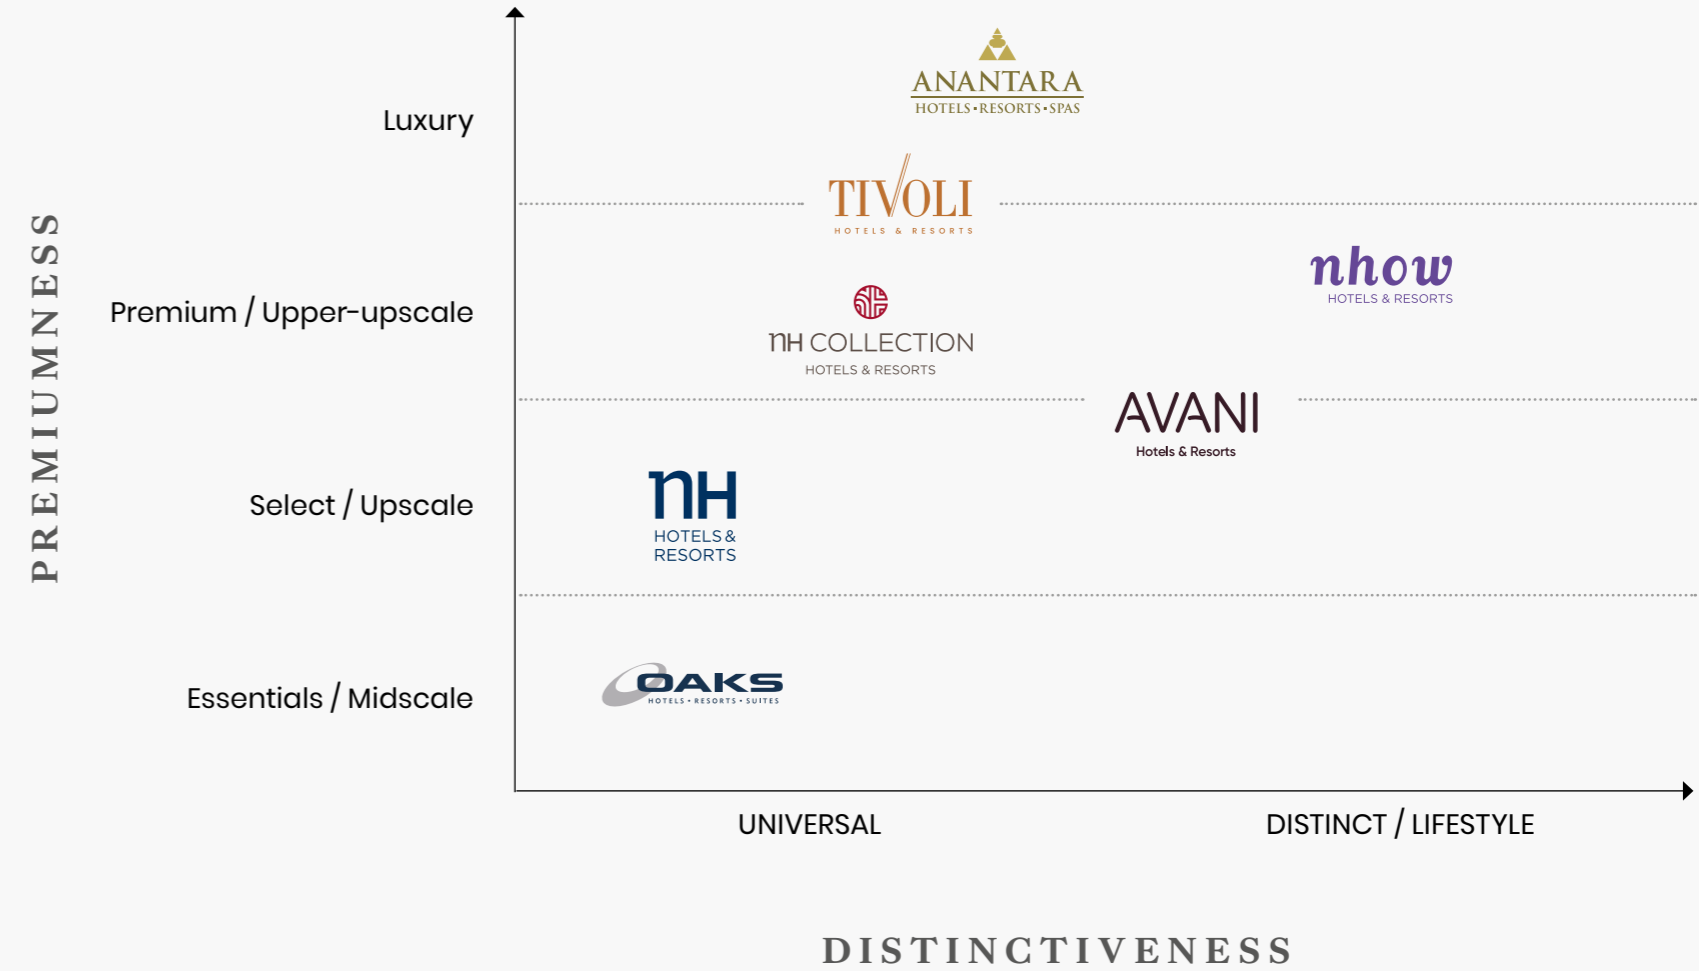 ANANTARA
HOTELS • RESORTS • SPAS
Luxury
TIVOLI
HOTELS & RESORTS
nhow
HOTELS & RESORTS
Premium / Upper-upscale
nH COLLECTION
HOTELS & RESORTS
AVANI
Hotels & Resorts
nH
HOTELS &
RESORTS
Select / Upscale
Essentials / Midscale
OAKS
HOTELS • RESORTS • SUITES
PREMIUMNESS
UNIVERSAL
DISTINCT / LIFESTYLE
DISTINCTIVENESS